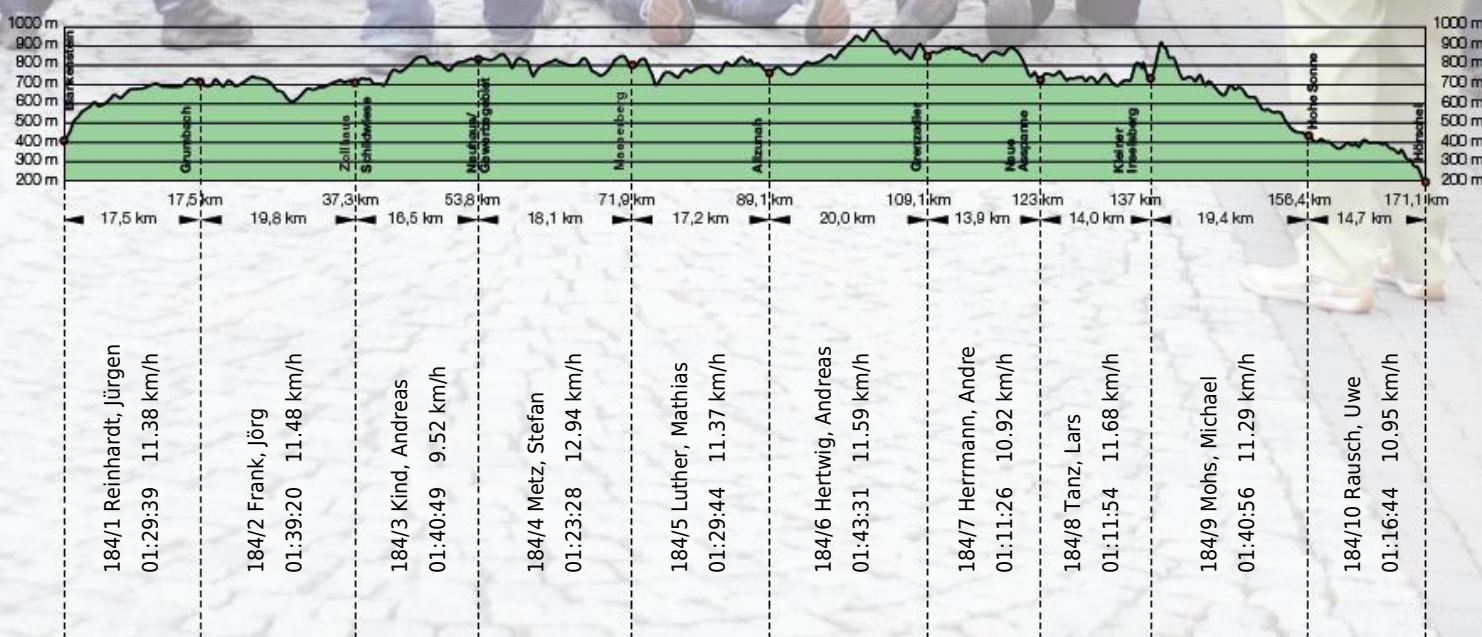 1000 m
900 m
800 m
700 m
600 m
500 m
400 m
300 m
200 m
1000 m
900 m
800 m
700 m
600 m
500 m
400 m
300 m
200 m
Blankenstein
Grumbach
Zollhaus
Schildwiese
Neuhaus/
Masserberg
Allzunah
Grenzadler
Neue
Ausspanne
Kleiner
Inselsberg
Hohe Sonne
Hörschel
17,5 km
37,3 km
53,8 km
71,9 km
89,1 km
109,1 km
123 km
137 km
156,4 km
171,1 km
17,5 km
19,8 km
16,5 km
18,1 km
17,2 km
20,0 km
13,9 km
14,0 km
19,4 km
14,7 km
184/1 Reinhardt, Jürgen
01:29:39 11.38 km/h
184/2 Frank, Jörg
01:39:20 11.48 km/h
184/3 Kind, Andreas
01:40:49 9.52 km/h
184/4 Metz, Stefan
01:23:28 12.94 km/h
184/5 Luther, Mathias
01:29:44 11.37 km/h
184/6 Hertwig, Andreas
01:43:31 11.59 km/h
184/7 Herrmann, Andre
01:11:26 10.92 km/h
184/8 Tanz, Lars
01:11:54 11.68 km/h
184/9 Mohs, Michael
01:40:56 11.29 km/h
184/10 Rausch, Uwe
01:16:44 10.95 km/h